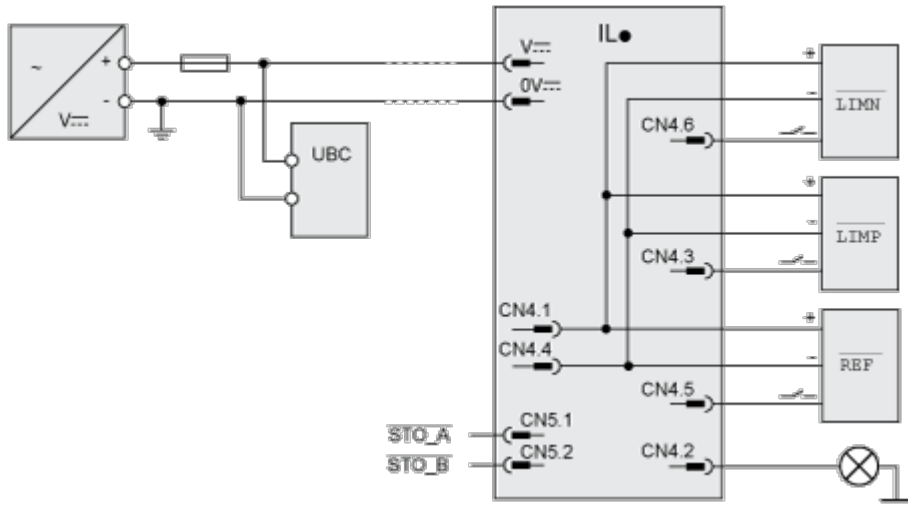 ~
+
-
V⎓
UBC
IL●
V⎓
0V⎓
CN4.6
+
-
LIMN
CN4.3
+
-
LIMP
CN4.1
CN4.4
CN4.5
+
-
REF
STO_A
CN5.1
STO_B
CN5.2
CN4.2